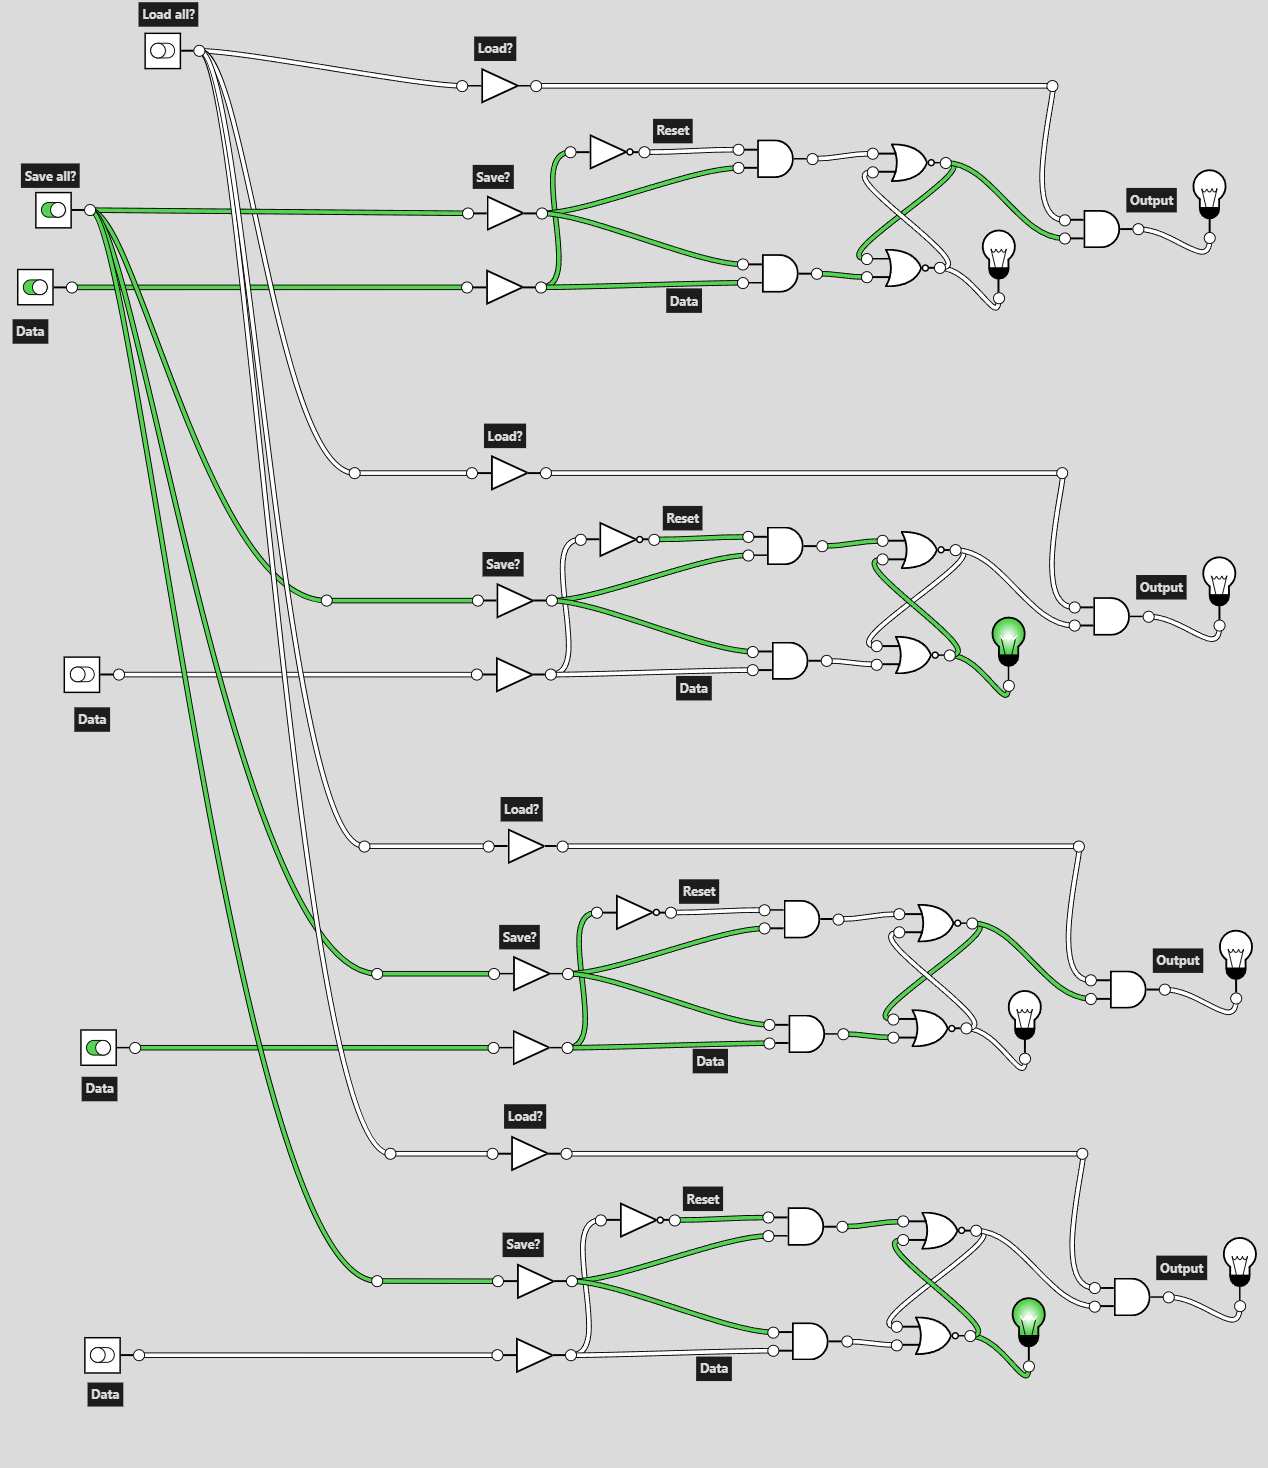 Load all?
Load?
Reset
Save all?
Save?
Output
Data
Data
Load?
Reset
Save?
Output
Data
Data
Load?
Reset
Save?
Output
Data
Data
Load?
Reset
Save?
Output
Data
Data